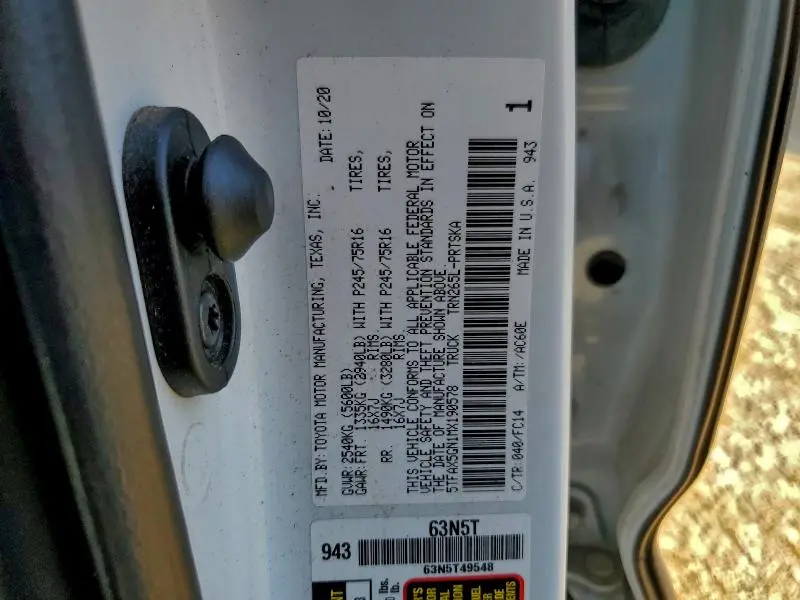 MFD.BY:TOYOTA MOTOR MANUFACTURING, TEXAS, INC. DATE:10/20
GVWR:2540KG (5600LB)
GAWR:FRT. 1335KG (2940LB) WITH P245/75R16 TIRES,
16X7J RIMS
RR. 1490KG (3280LB) WITH P245/75R16 TIRES,
16X7J RIMS
THIS VEHICLE CONFORMS TO ALL APPLICABLE FEDERAL MOTOR
VEHICLE SAFETY AND THEFT PREVENTION STANDARDS IN EFFECT ON
THE DATE OF MANUFACTURE SHOWN ABOVE.
5TFAX5GN1MX190578 TRUCK TRN265L-PRTSKA
C/TR:040/FC14 A/TM:/AC60E MADE IN U.S.A. 943
1
63N5T
943
63N5T49548
lbs.
lb.